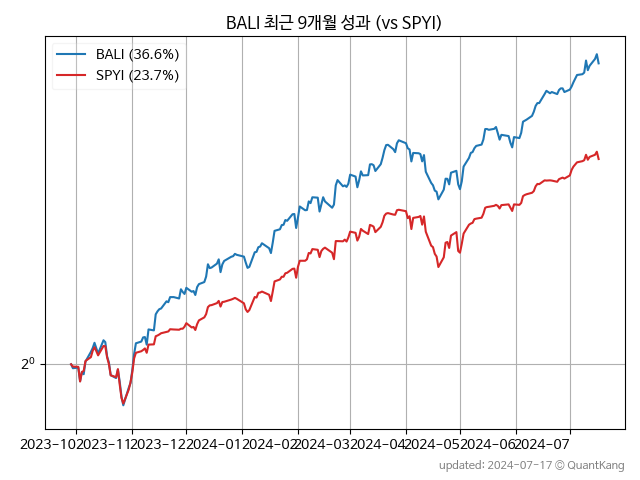 BALI 최근 9개월 성과 (vs SPYI)
BALI (36.6%)
SPYI (23.7%)
2⁰
2023-10 2023-11 2023-12 2024-01 2024-02 2024-03 2024-04 2024-05 2024-06 2024-07
updated: 2024-07-17 © QuantKang